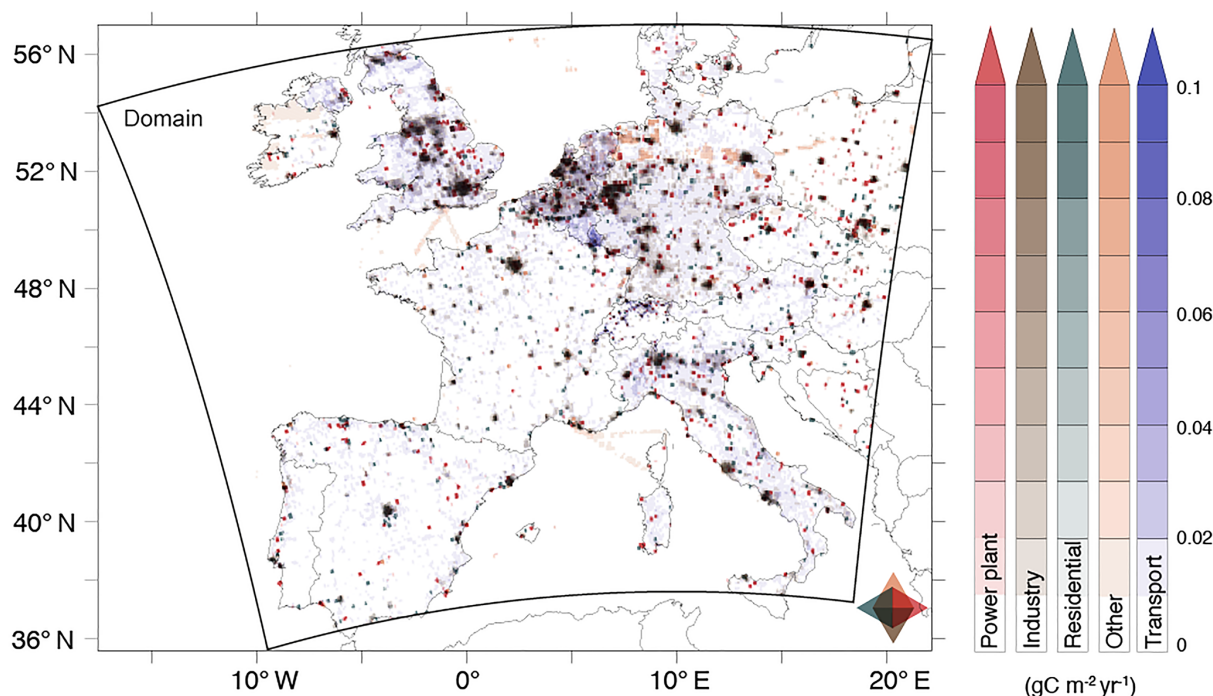 56° N
52° N
48° N
44° N
40° N
36° N
Domain
10° W
0°
10° E
20° E
Power plant
Industry
Residential
Other
Transport
0.1
0.08
0.06
0.04
0.02
0
(gC m⁻² yr⁻¹)